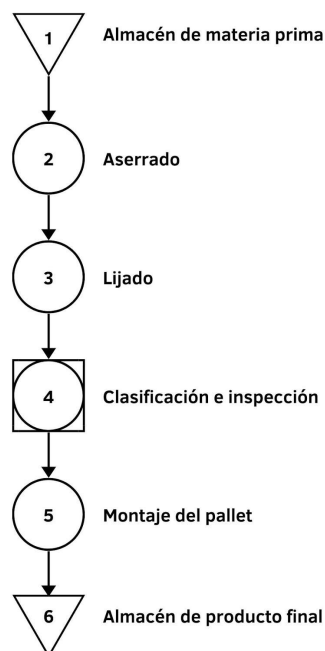 1 Almacén de materia prima
2 Aserrado
3 Lijado
4 Clasificación e inspección
5 Montaje del pallet
6 Almacén de producto final